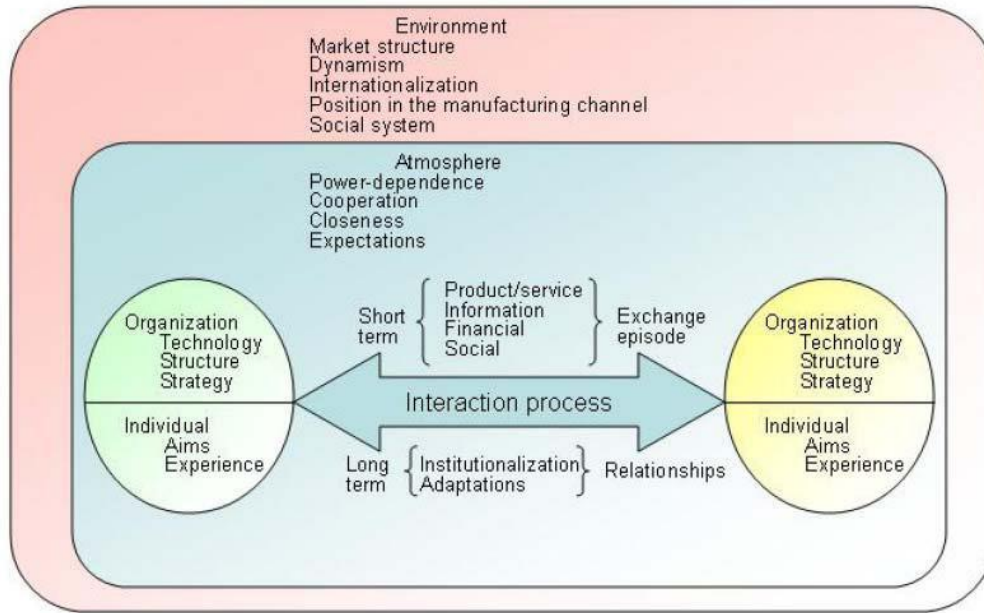 Environment
Market structure
Dynamism
Internationalization
Position in the manufacturing channel
Social system
Atmosphere
Power-dependence
Cooperation
Closeness
Expectations
Organization
Technology
Structure
Strategy
Individual
Aims
Experience
Short
term
Product/service
Information
Financial
Social
Exchange
episode
Interaction process
Long
term
Institutionalization
Adaptations
Relationships
Organization
Technology
Structure
Strategy
Individual
Aims
Experience